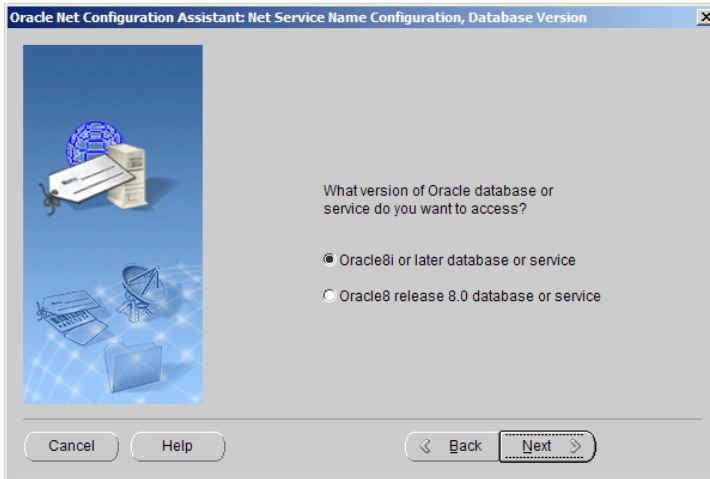 Oracle Net Configuration Assistant: Net Service Name Configuration, Database Version
What version of Oracle database or
service do you want to access?
Oracle8i or later database or service
Oracle8 release 8.0 database or service
Cancel
Help
Back
Next